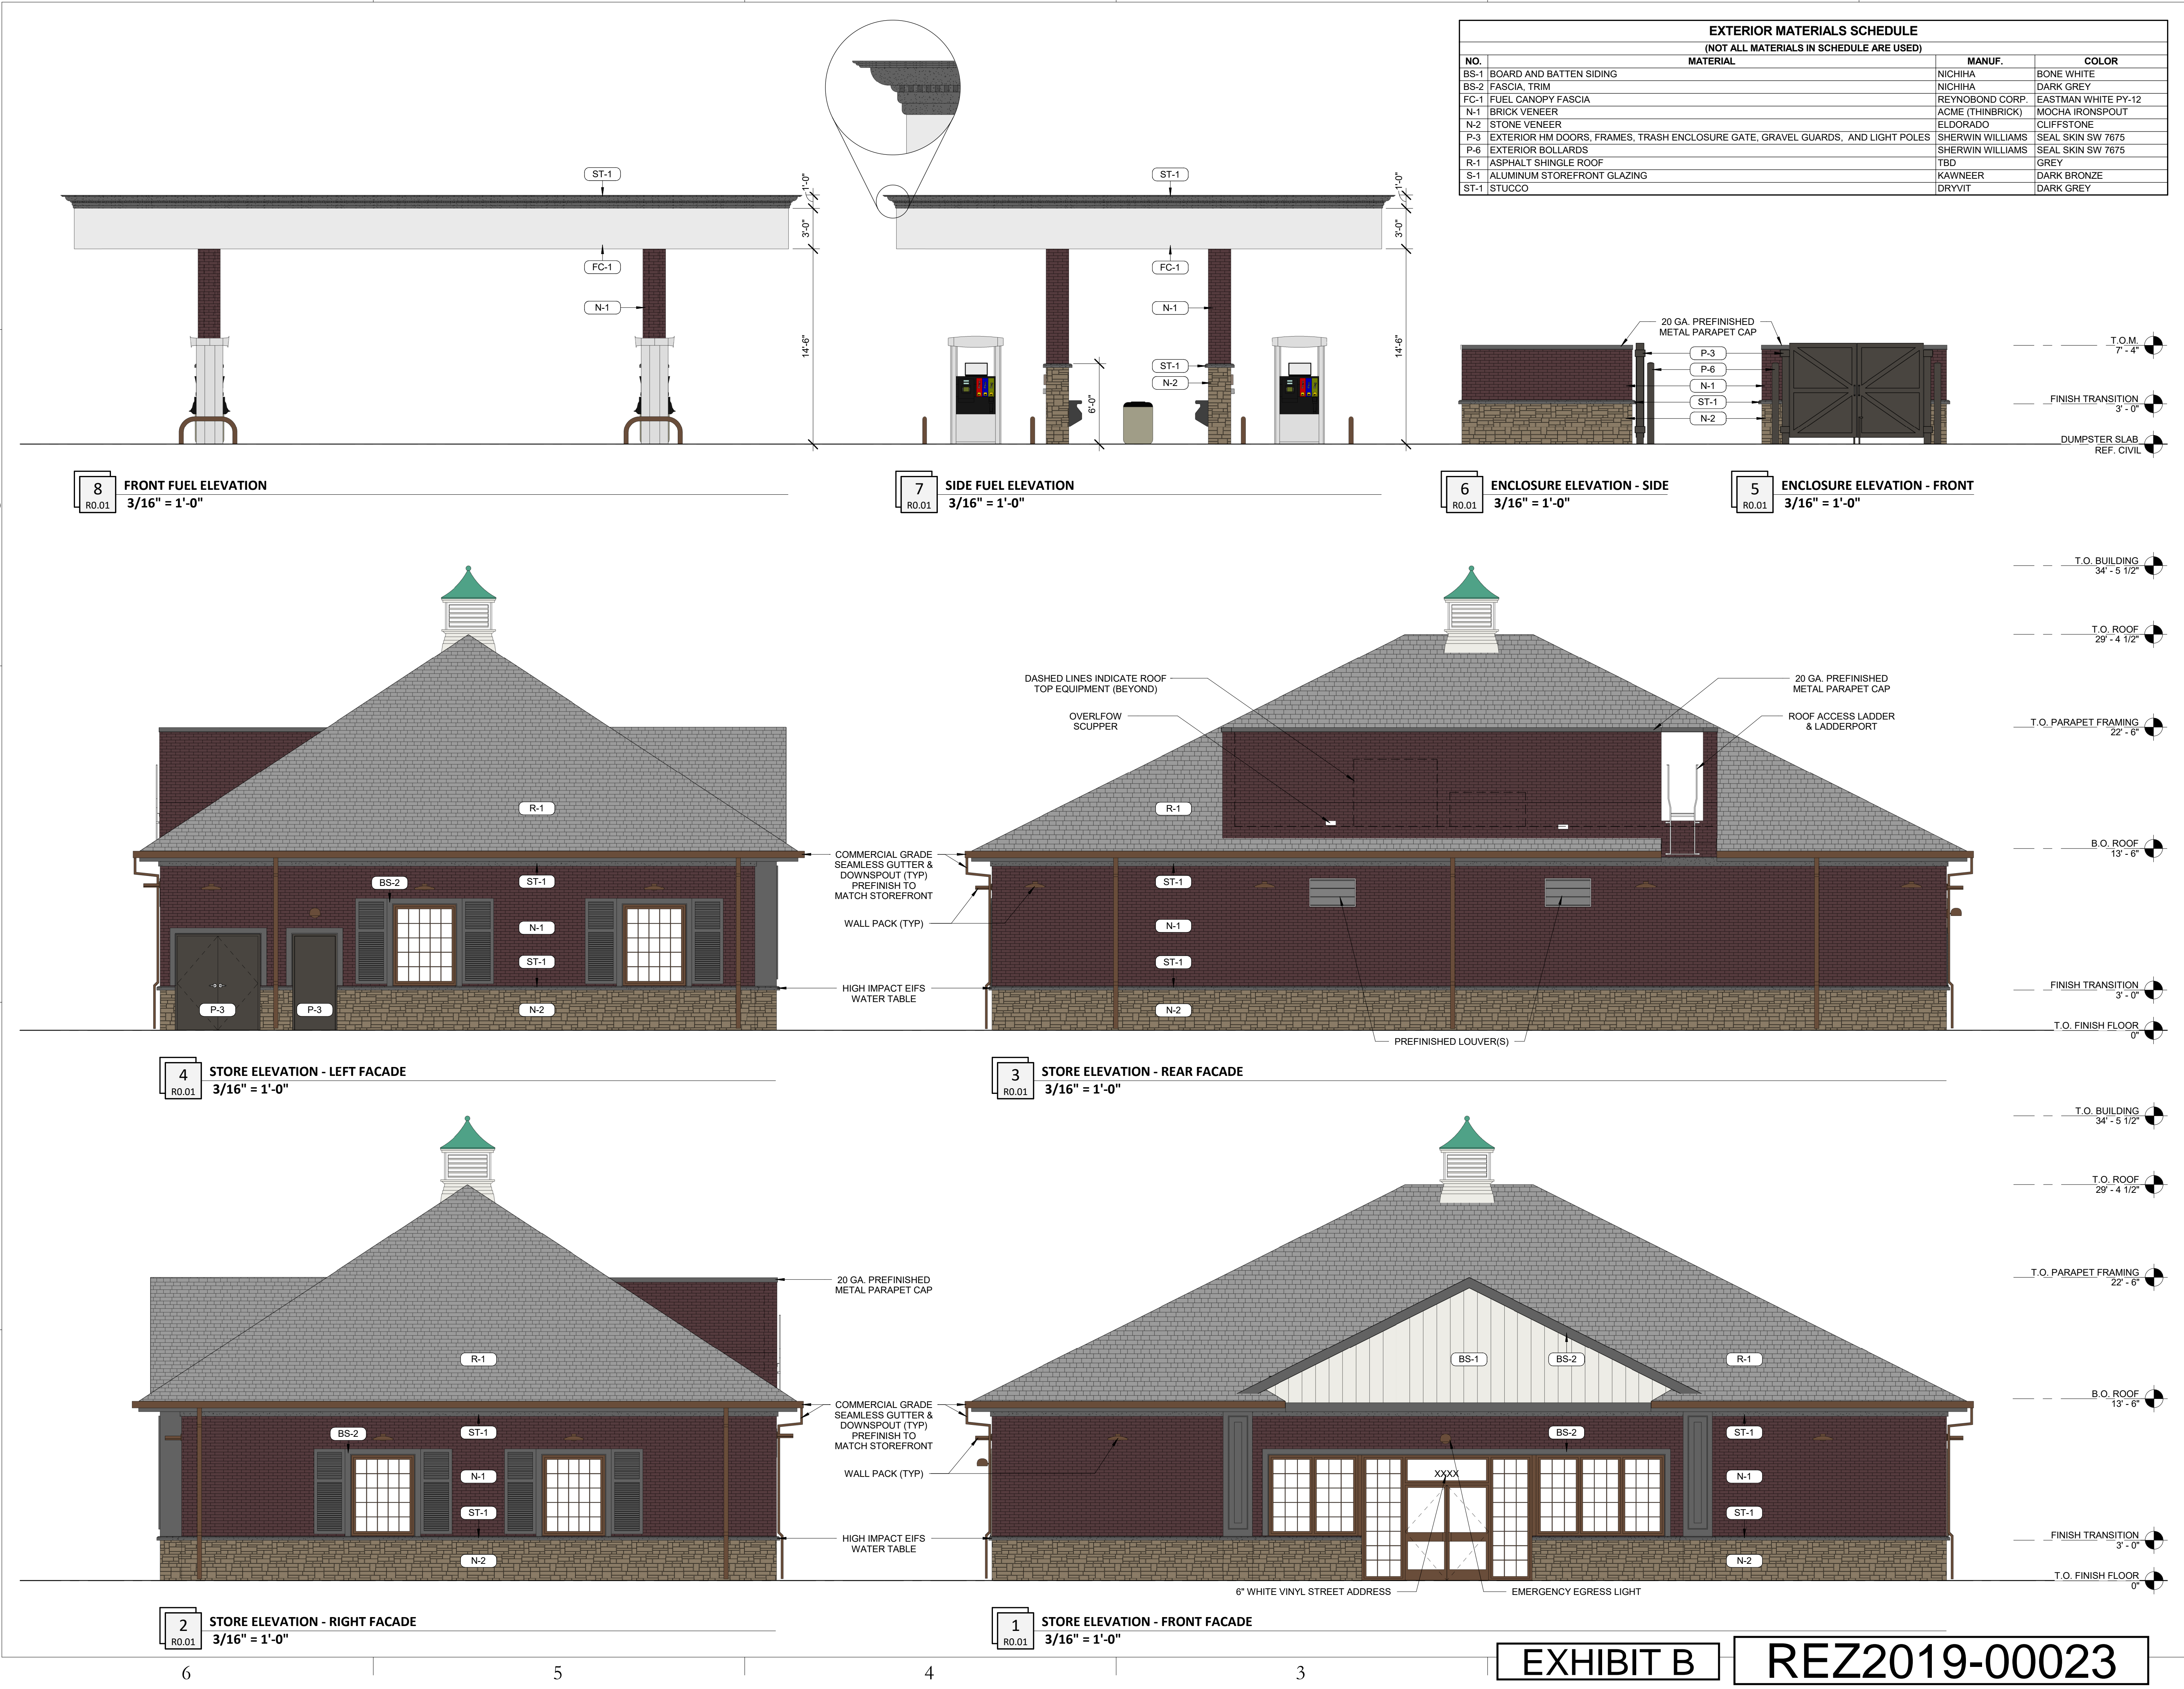 EXTERIOR MATERIALS SCHEDULE
(NOT ALL MATERIALS IN SCHEDULE ARE USED)
NO. MATERIAL MANUF. COLOR
BS-1 BOARD AND BATTEN SIDING NICHIHA BONE WHITE
BS-2 FASCIA, TRIM NICHIHA DARK GREY
FC-1 FUEL CANOPY FASCIA REYNOBOND CORP. EASTMAN WHITE PY-12
N-1 BRICK VENEER ACME (THINBRICK) MOCHA IRONSPOUT
N-2 STONE VENEER ELDORADO CLIFFSTONE
P-3 EXTERIOR HM DOORS, FRAMES, TRASH ENCLOSURE GATE, GRAVEL GUARDS, AND LIGHT POLES SHERWIN WILLIAMS SEAL SKIN SW 7675
P-6 EXTERIOR BOLLARDS SHERWIN WILLIAMS SEAL SKIN SW 7675
R-1 ASPHALT SHINGLE ROOF TBD GREY
S-1 ALUMINUM STOREFRONT GLAZING KAWNEER DARK BRONZE
ST-1 STUCCO DRYVIT DARK GREY
ST-1
1'-0"
3'-0"
FC-1
N-1
14'-6"
8
R0.01
FRONT FUEL ELEVATION
3/16" = 1'-0"
ST-1
1'-0"
3'-0"
FC-1
N-1
14'-6"
ST-1
N-2
6'-0"
7
R0.01
SIDE FUEL ELEVATION
3/16" = 1'-0"
20 GA. PREFINISHED
METAL PARAPET CAP
P-3
P-6
N-1
ST-1
N-2
T.O.M.
7' - 4"
FINISH TRANSITION
3' - 0"
DUMPSTER SLAB
REF. CIVIL
6
R0.01
ENCLOSURE ELEVATION - SIDE
3/16" = 1'-0"
5
R0.01
ENCLOSURE ELEVATION - FRONT
3/16" = 1'-0"
R-1
BS-2
ST-1
N-1
ST-1
P-3
P-3
N-2
COMMERCIAL GRADE
SEAMLESS GUTTER &
DOWNSPOUT (TYP)
PREFINISH TO
MATCH STOREFRONT
WALL PACK (TYP)
HIGH IMPACT EIFS
WATER TABLE
4
R0.01
STORE ELEVATION - LEFT FACADE
3/16" = 1'-0"
DASHED LINES INDICATE ROOF
TOP EQUIPMENT (BEYOND)
OVERLFOW
SCUPPER
20 GA. PREFINISHED
METAL PARAPET CAP
ROOF ACCESS LADDER
& LADDERPORT
R-1
ST-1
N-1
ST-1
N-2
PREFINISHED LOUVER(S)
T.O. BUILDING
34' - 5 1/2"
T.O. ROOF
29' - 4 1/2"
T.O. PARAPET FRAMING
22' - 6"
B.O. ROOF
13' - 6"
FINISH TRANSITION
3' - 0"
T.O. FINISH FLOOR
0"
3
R0.01
STORE ELEVATION - REAR FACADE
3/16" = 1'-0"
20 GA. PREFINISHED
METAL PARAPET CAP
R-1
BS-2
ST-1
N-1
ST-1
N-2
COMMERCIAL GRADE
SEAMLESS GUTTER &
DOWNSPOUT (TYP)
PREFINISH TO
MATCH STOREFRONT
WALL PACK (TYP)
HIGH IMPACT EIFS
WATER TABLE
2
R0.01
STORE ELEVATION - RIGHT FACADE
3/16" = 1'-0"
BS-1
BS-2
R-1
BS-2
ST-1
XXXX
N-1
ST-1
N-2
6" WHITE VINYL STREET ADDRESS
EMERGENCY EGRESS LIGHT
T.O. BUILDING
34' - 5 1/2"
T.O. ROOF
29' - 4 1/2"
T.O. PARAPET FRAMING
22' - 6"
B.O. ROOF
13' - 6"
FINISH TRANSITION
3' - 0"
T.O. FINISH FLOOR
0"
1
R0.01
STORE ELEVATION - FRONT FACADE
3/16" = 1'-0"
EXHIBIT B
REZ2019-00023
6 5 4 3